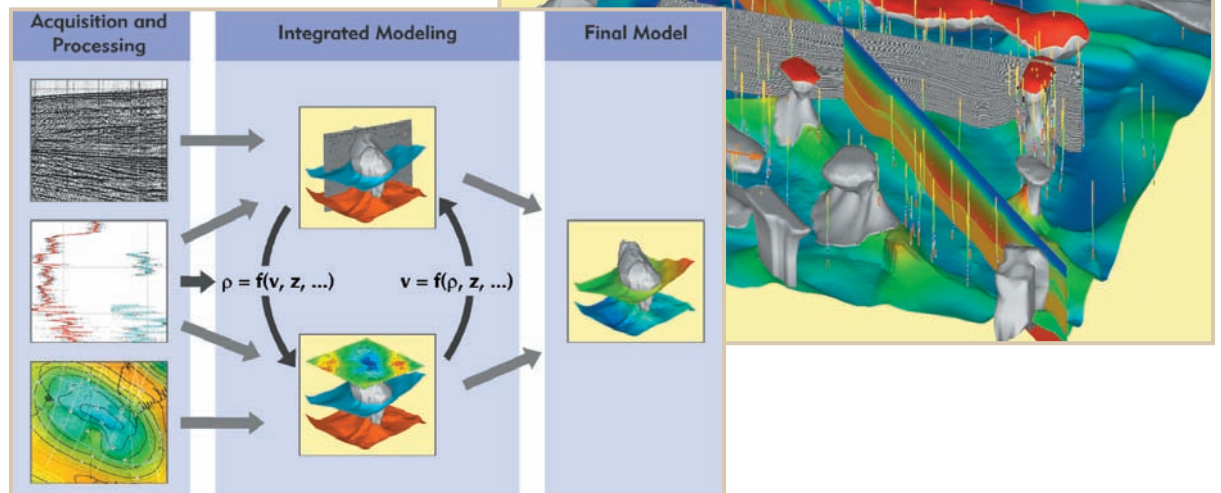 Acquisition and
Processing
Integrated Modeling
Final Model
ρ = f(v, z, ...)
v = f(ρ, z, ...)